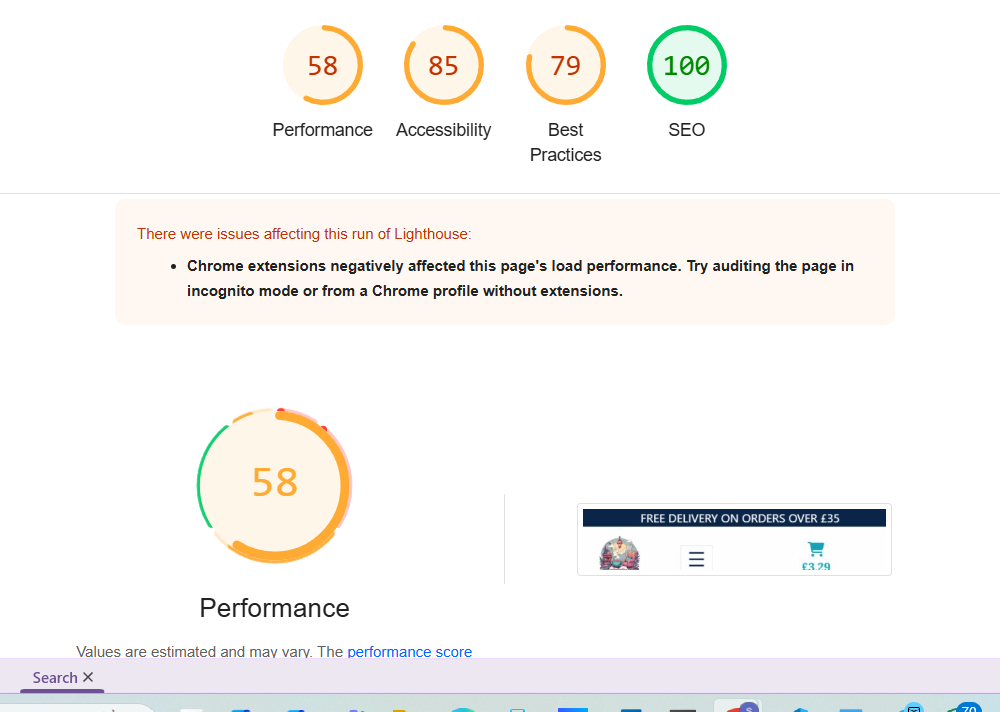 58 85 79 100
Performance Accessibility Best SEO
Practices
There were issues affecting this run of Lighthouse:
• Chrome extensions negatively affected this page's load performance. Try auditing the page in
incognito mode or from a Chrome profile without extensions.
58
FREE DELIVERY ON ORDERS OVER £35
£3.29
Performance
Values are estimated and may vary. The performance score
Search ✕
70